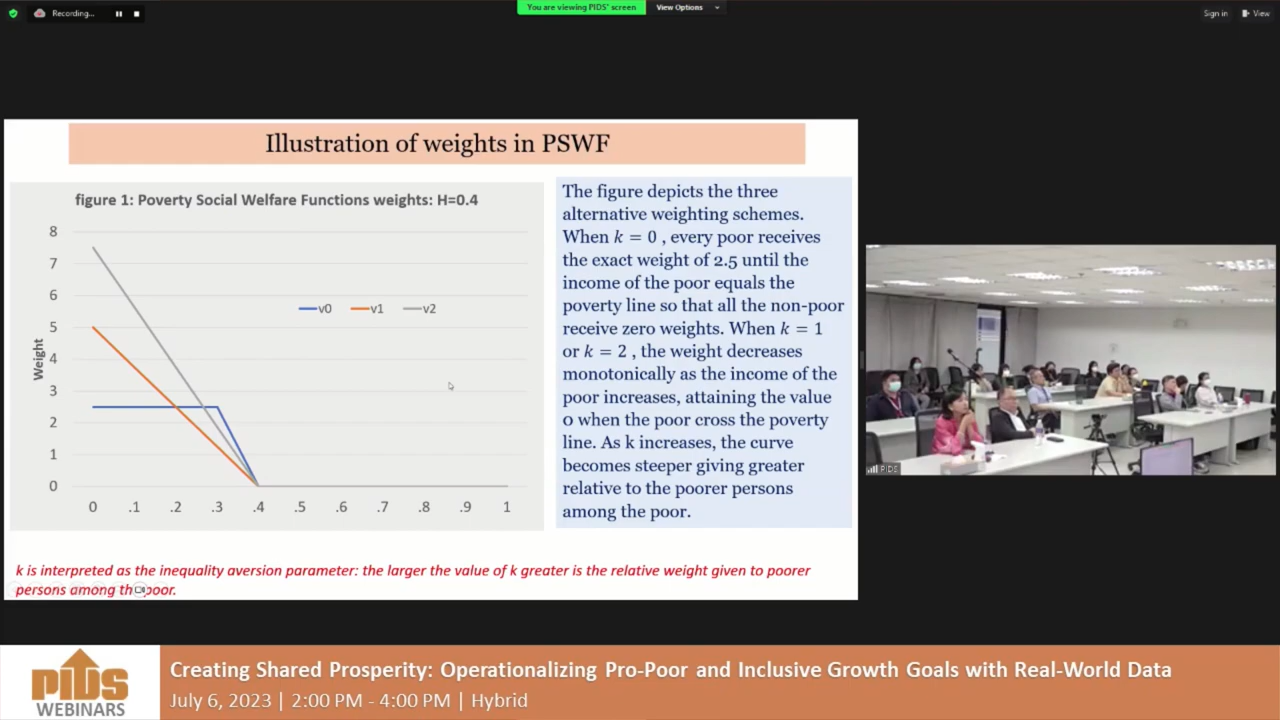 Recording...
You are viewing PIDS' screen
View Options
Sign in
View
Illustration of weights in PSWF
figure 1: Poverty Social Welfare Functions weights: H=0.4
8
7
6
5
4
3
2
1
0
Weight
v0 v1 v2
0 .1 .2 .3 .4 .5 .6 .7 .8 .9 1
The figure depicts the three
alternative weighting schemes.
When k = 0 , every poor receives
the exact weight of 2.5 until the
income of the poor equals the
poverty line so that all the non-poor
receive zero weights. When k = 1
or k = 2 , the weight decreases
monotonically as the income of the
poor increases, attaining the value
0 when the poor cross the poverty
line. As k increases, the curve
becomes steeper giving greater
relative to the poorer persons
among the poor.
k is interpreted as the inequality aversion parameter: the larger the value of k greater is the relative weight given to poorer
persons among the poor.
PIDS
PIDS
WEBINARS
Creating Shared Prosperity: Operationalizing Pro-Poor and Inclusive Growth Goals with Real-World Data
July 6, 2023 | 2:00 PM - 4:00 PM | Hybrid